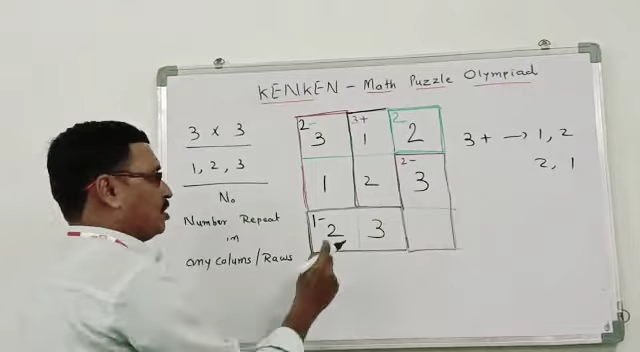 KENKEN - Math Puzzle Olympiad
3 x 3
1, 2, 3
No
Number Repeat
in
any Colums/Raws
2- 3+ 2
3 1 2
2-
1 2 3
1-
2 3
3+ → 1, 2
2, 1